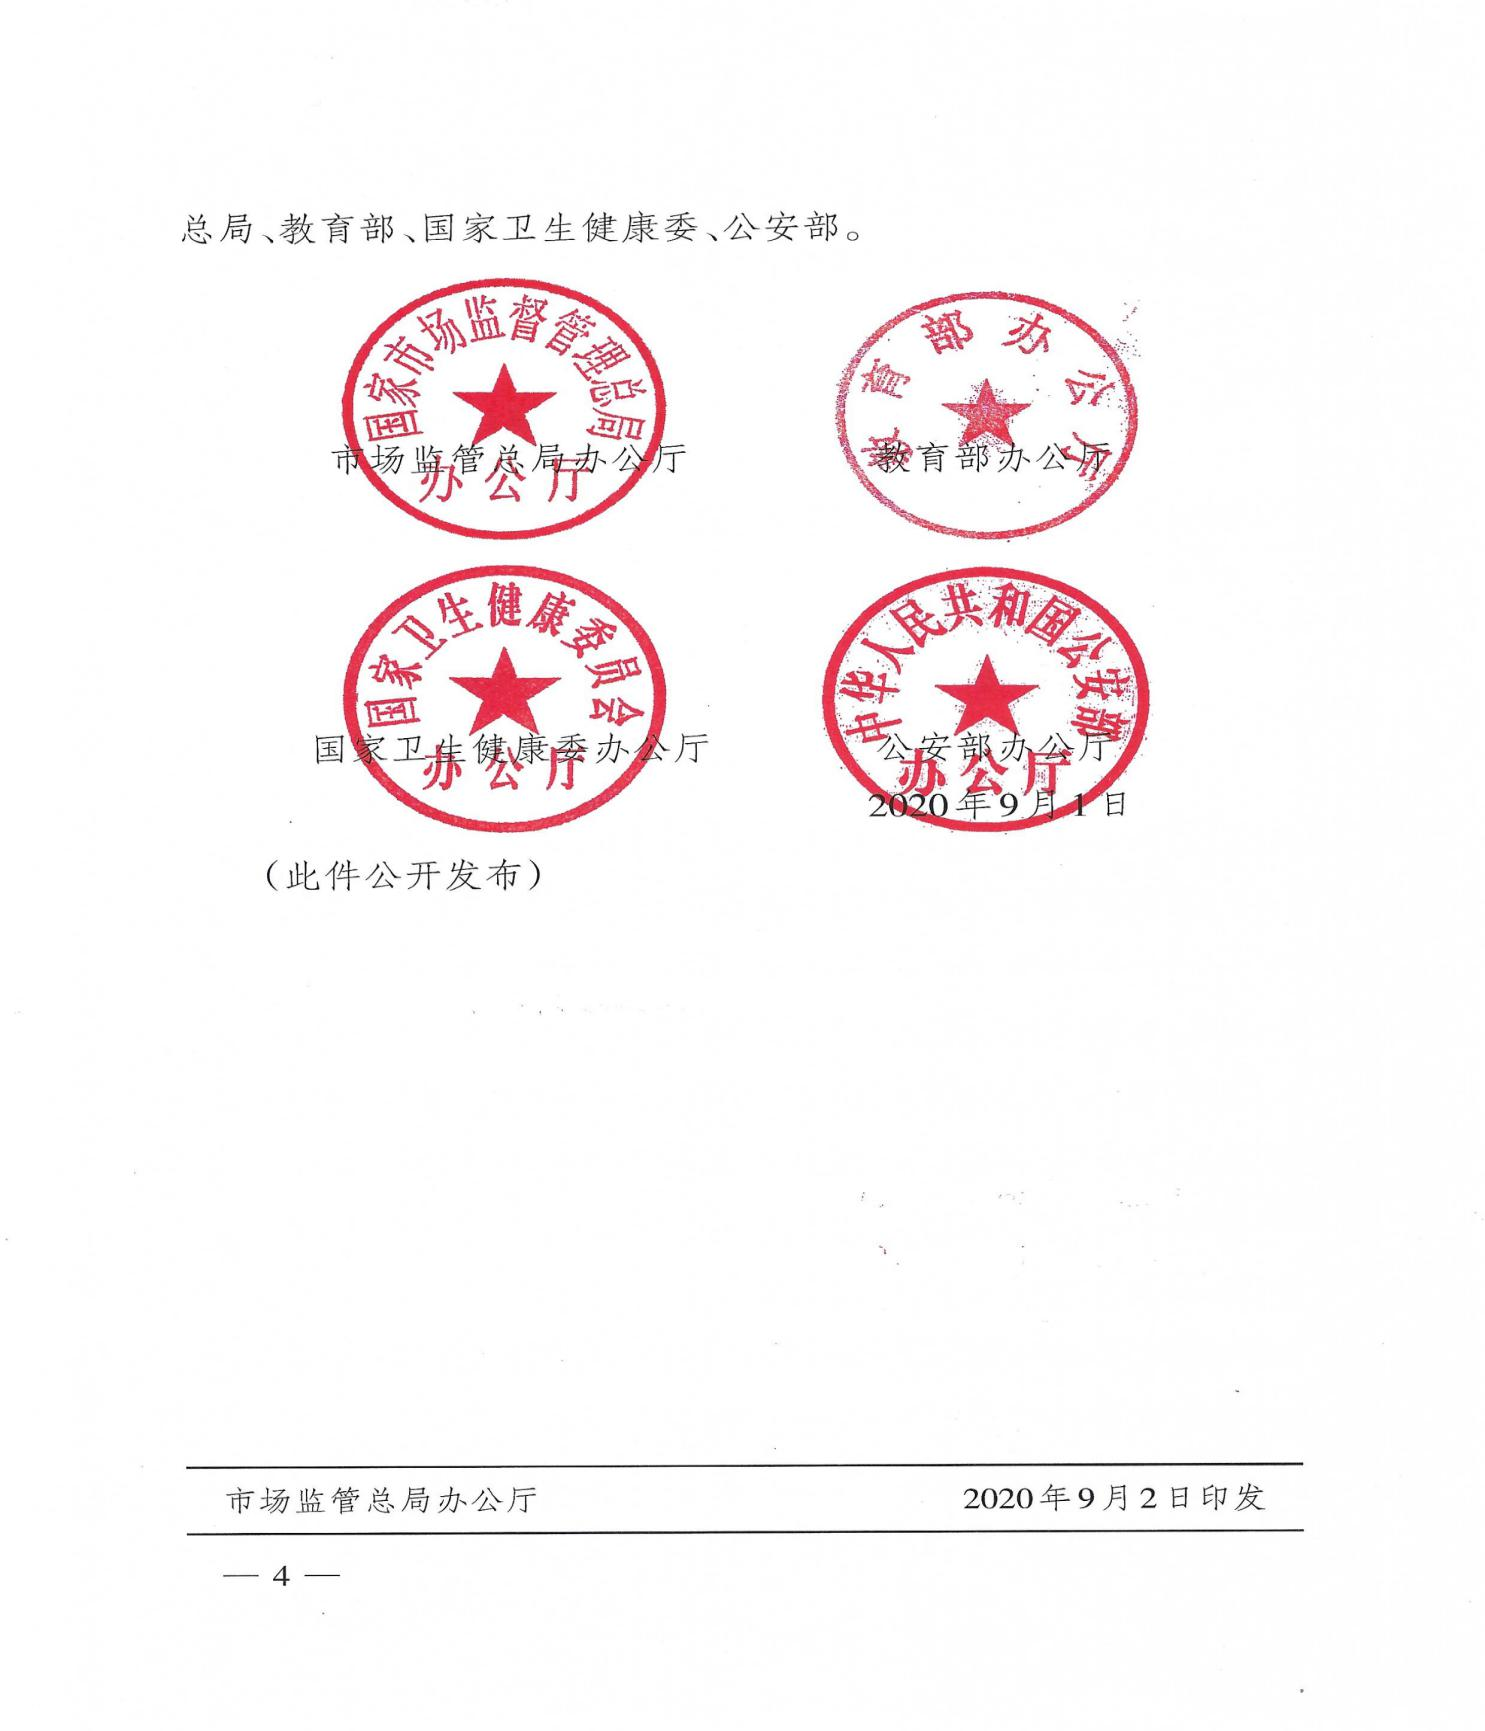 总局、教育部、国家卫生健康委、公安部。
国家市场监督管理总局
办公厅
市场监管总局办公厅
教育部办公厅
教育部办公厅
国家卫生健康委员会
办公厅
国家卫生健康委办公厅
中华人民共和国公安部
办公厅
公安部办公厅
2020年9月1日
（此件公开发布）
市场监管总局办公厅 2020年9月2日印发
— 4 —